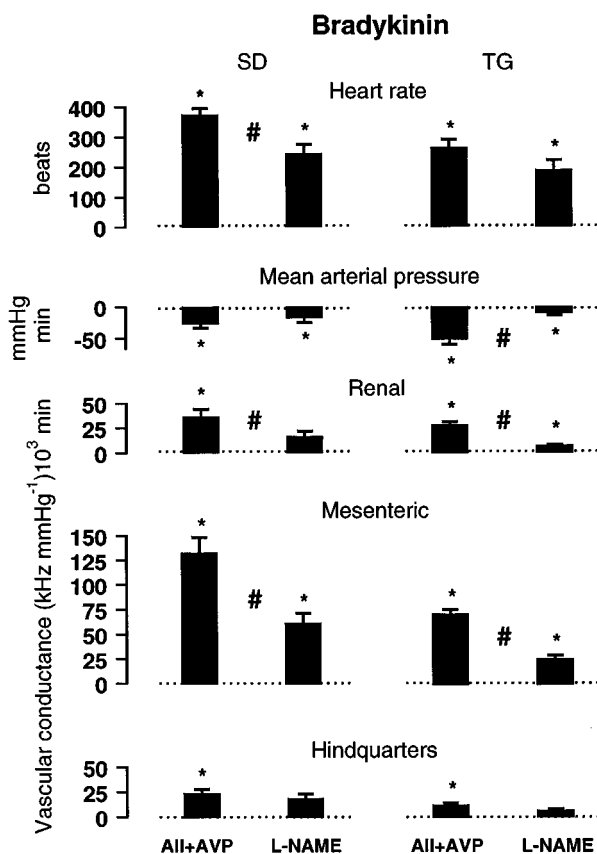 Bradykinin
SD TG
Heart rate
* # * * *
beats
400
300
200
100
0
Mean arterial pressure
mmHg
min
0
-50
* * * # *
Renal
* # * # *
50
25
0
Vascular conductance (kHz mmHg⁻¹)10³ min
Mesenteric
* # * * # *
150
125
100
75
50
25
0
Hindquarters
* *
50
25
0
AII+AVP L-NAME AII+AVP L-NAME